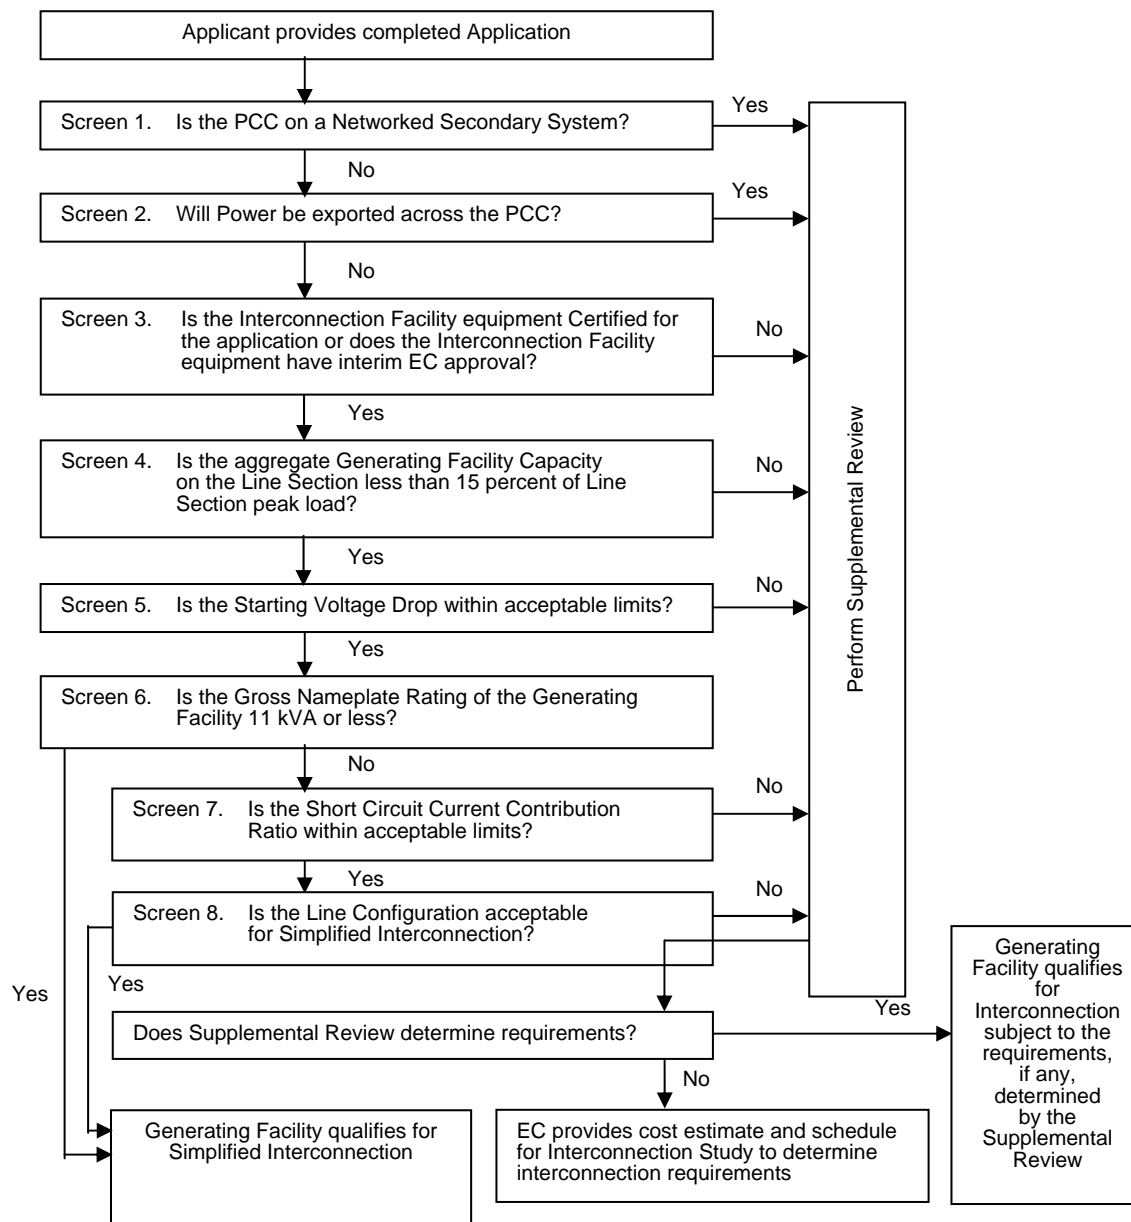 Applicant provides completed Application
Screen 1. Is the PCC on a Networked Secondary System?
Yes
No
Screen 2. Will Power be exported across the PCC?
Yes
No
Screen 3. Is the Interconnection Facility equipment Certified for
the application or does the Interconnection Facility
equipment have interim EC approval?
No
Yes
Screen 4. Is the aggregate Generating Facility Capacity
on the Line Section less than 15 percent of Line
Section peak load?
No
Yes
Screen 5. Is the Starting Voltage Drop within acceptable limits?
No
Yes
Screen 6. Is the Gross Nameplate Rating of the Generating
Facility 11 kVA or less?
No
Screen 7. Is the Short Circuit Current Contribution
Ratio within acceptable limits?
No
Yes
Screen 8. Is the Line Configuration acceptable
for Simplified Interconnection?
No
Yes
Yes
Perform Supplemental Review
Does Supplemental Review determine requirements?
Yes
No
Generating
Facility qualifies
for
Interconnection
subject to the
requirements,
if any,
determined
by the
Supplemental
Review
Generating Facility qualifies for
Simplified Interconnection
EC provides cost estimate and schedule
for Interconnection Study to determine
interconnection requirements